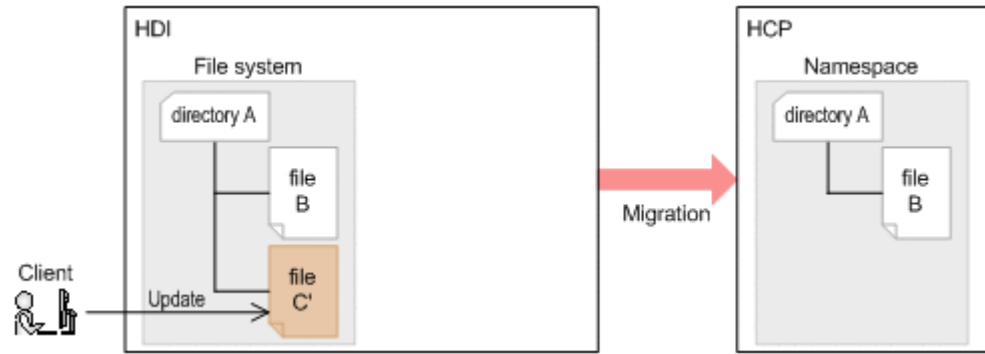 HDI
File system
directory A
file
B
file
C'
Client
Update
Migration
HCP
Namespace
directory A
file
B